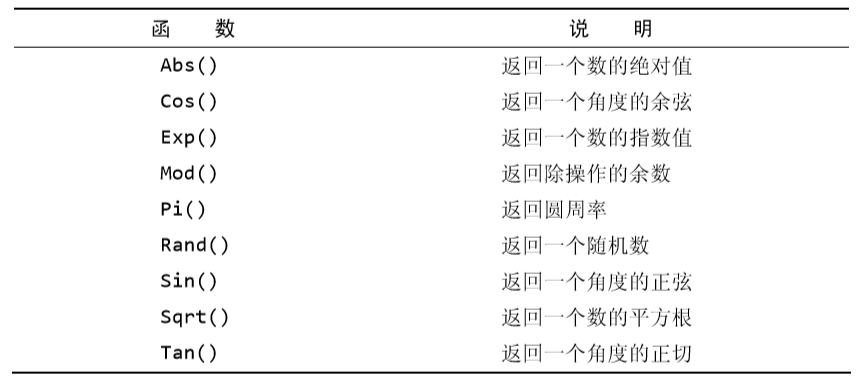 函 数 说 明
Abs() 返回一个数的绝对值
Cos() 返回一个角度的余弦
Exp() 返回一个数的指数值
Mod() 返回除操作的余数
Pi() 返回圆周率
Rand() 返回一个随机数
Sin() 返回一个角度的正弦
Sqrt() 返回一个数的平方根
Tan() 返回一个角度的正切